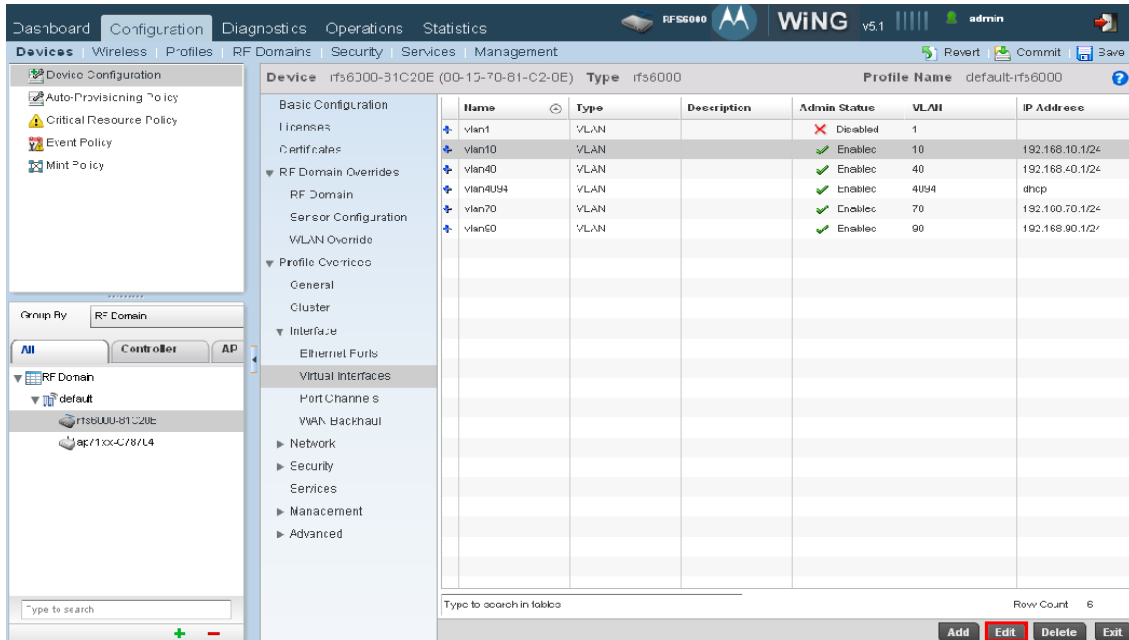 Dashboard Configuration Diagnostics Operations Statistics RFS6000 WiNG v5.1 admin
Devices Wireless Profiles RF Domains Security Services Management Revert Commit Save
Device Configuration
Auto-Provisioning Policy
Critical Resource Policy
Event Policy
Mint Policy
Group By RF Domain
All Controller AP
RF Domain
default
rfs6000-81C20E
Type to search
Device rfs6000-81C20E (00-15-70-81-C2-0E) Type rfs6000 Profile Name default-rfs6000
Basic Configuration
Licenses
Certificates
RF Domain Overrides
RF Domain
Sensor Configuration
WLAN Override
Profile Overrides
General
Cluster
Interface
Ethernet Ports
Virtual Interfaces
Port Channels
WAN Backhaul
Network
Security
Services
Management
Advanced
Name Type Description Admin Status VLAN IP Address
vlan1 VLAN Disabled 1
vlan10 VLAN Enabled 10 192.168.10.1/24
vlan40 VLAN Enabled 40 192.168.40.1/24
vlan4094 VLAN Enabled 4094 dhcp
vlan70 VLAN Enabled 70 192.168.70.1/24
vlan90 VLAN Enabled 90 192.168.90.1/24
Type to search in tables Row Count 6
Add Edit Delete Exit